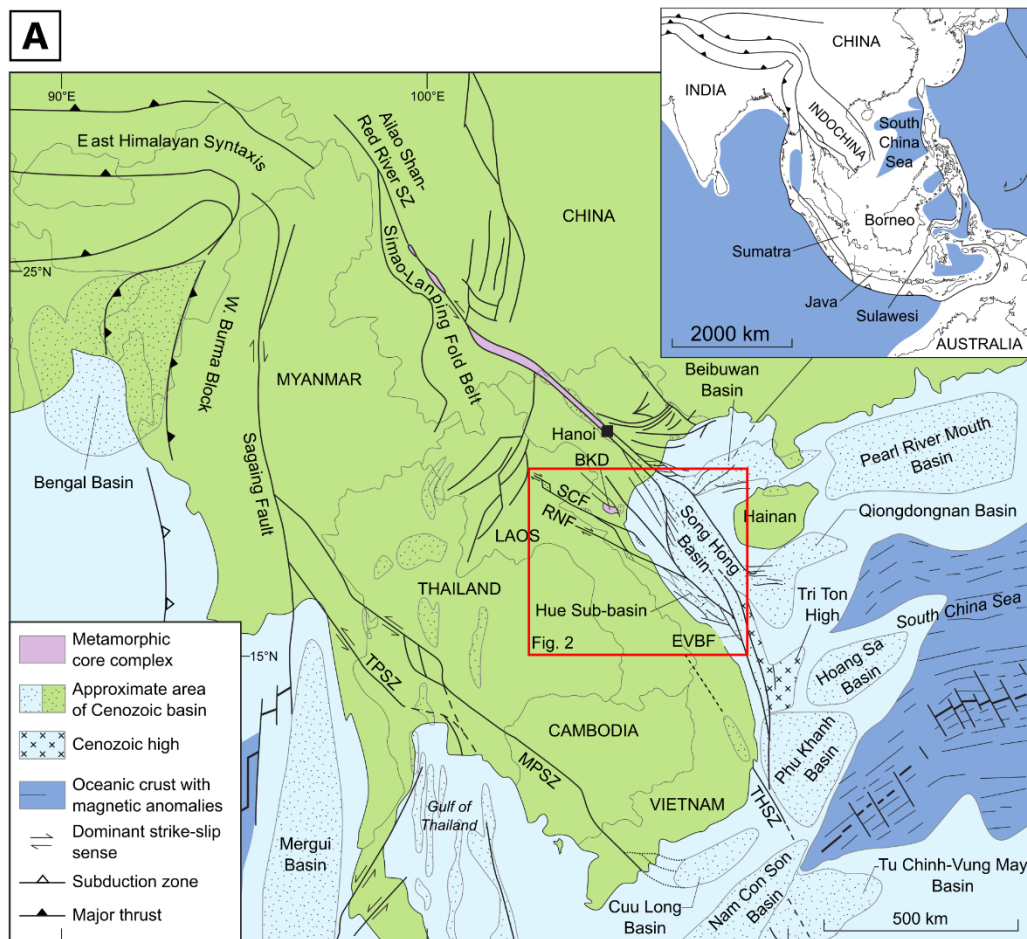 A
90°E
100°E
East Himalayan Syntaxis
Ailao Shan-
Red River SZ
CHINA
25°N
Simao-Lanping Fold Belt
W. Burma Block
MYANMAR
Sagaing Fault
Bengal Basin
Hanoi
BKD
SCF
RNF
LAOS
THAILAND
Song Hong
Basin
Hue Sub-basin
Fig. 2
EVBF
Beibuwan
Basin
Pearl River Mouth
Basin
Hainan
Qiongdongnan Basin
Tri Ton
High
South China Sea
Hoang Sa
Basin
Phu Khanh
Basin
15°N
TPSZ
MPSZ
CAMBODIA
VIETNAM
THSZ
Gulf of
Thailand
Mergui
Basin
Cuu Long
Basin
Nam Con Son
Basin
Tu Chinh-Vung May
Basin
500 km
Metamorphic
core complex
Approximate area
of Cenozoic basin
Cenozoic high
Oceanic crust with
magnetic anomalies
Dominant strike-slip
sense
Subduction zone
Major thrust
CHINA
INDIA
INDOCHINA
South
China
Sea
Borneo
Sumatra
Java
Sulawesi
2000 km
AUSTRALIA